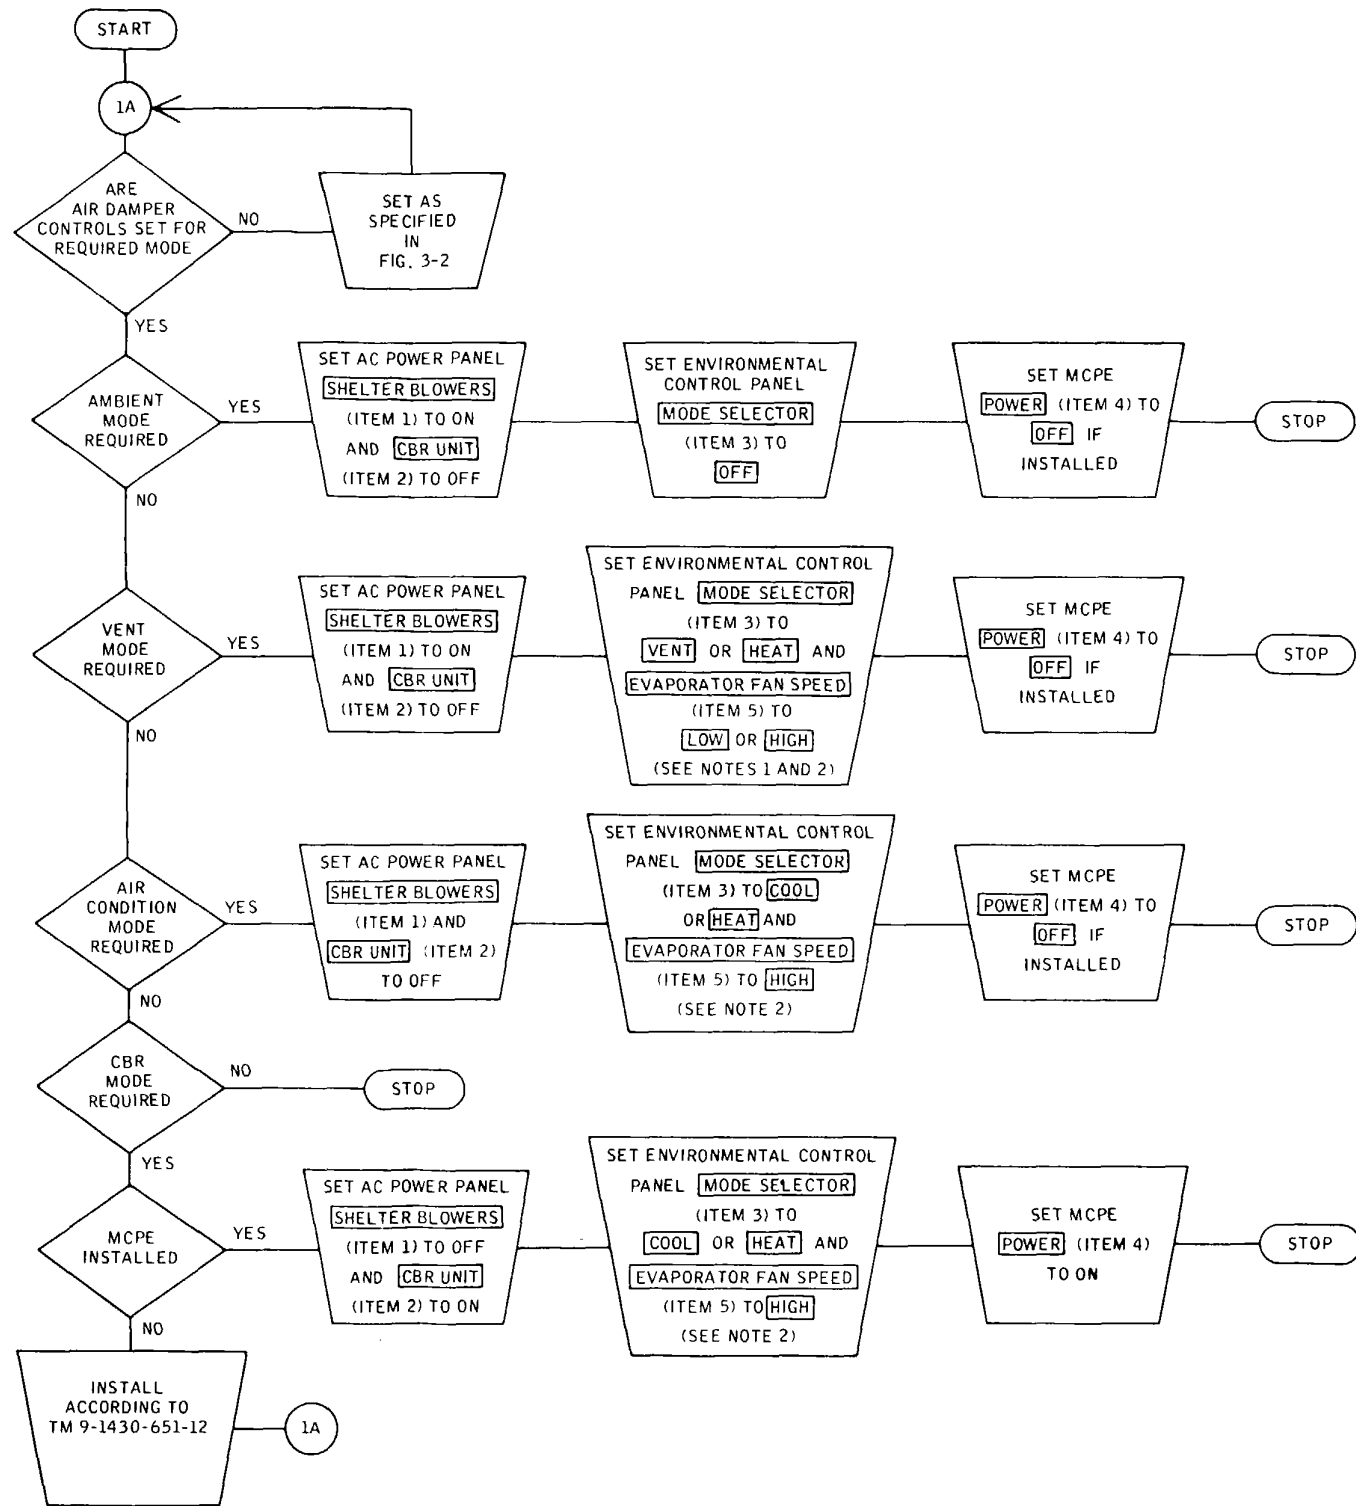 START
1A
ARE
AIR DAMPER
CONTROLS SET FOR
REQUIRED MODE
NO
SET AS
SPECIFIED
IN
FIG. 3-2
YES
AMBIENT
MODE
REQUIRED
YES
SET AC POWER PANEL
SHELTER BLOWERS
(ITEM 1) TO ON
AND CBR UNIT
(ITEM 2) TO OFF
SET ENVIRONMENTAL
CONTROL PANEL
MODE SELECTOR
(ITEM 3) TO
OFF
SET MCPE
POWER (ITEM 4) TO
OFF IF
INSTALLED
STOP
NO
VENT
MODE
REQUIRED
YES
SET AC POWER PANEL
SHELTER BLOWERS
(ITEM 1) TO ON
AND CBR UNIT
(ITEM 2) TO OFF
SET ENVIRONMENTAL CONTROL
PANEL MODE SELECTOR
(ITEM 3) TO
VENT OR HEAT AND
EVAPORATOR FAN SPEED
(ITEM 5) TO
LOW OR HIGH
(SEE NOTES 1 AND 2)
SET MCPE
POWER (ITEM 4) TO
OFF IF
INSTALLED
STOP
NO
AIR
CONDITION
MODE
REQUIRED
YES
SET AC POWER PANEL
SHELTER BLOWERS
(ITEM 1) AND
CBR UNIT (ITEM 2)
TO OFF
SET ENVIRONMENTAL CONTROL
PANEL MODE SELECTOR
(ITEM 3) TO COOL
OR HEAT AND
EVAPORATOR FAN SPEED
(ITEM 5) TO HIGH
(SEE NOTE 2)
SET MCPE
POWER (ITEM 4) TO
OFF IF
INSTALLED
STOP
NO
CBR
MODE
REQUIRED
NO
STOP
YES
MCPE
INSTALLED
YES
SET AC POWER PANEL
SHELTER BLOWERS
(ITEM 1) TO OFF
AND CBR UNIT
(ITEM 2) TO ON
SET ENVIRONMENTAL CONTROL
PANEL MODE SELECTOR
(ITEM 3) TO
COOL OR HEAT AND
EVAPORATOR FAN SPEED
(ITEM 5) TO HIGH
(SEE NOTE 2)
SET MCPE
POWER (ITEM 4)
TO ON
STOP
NO
INSTALL
ACCORDING TO
TM 9-1430-651-12
1A